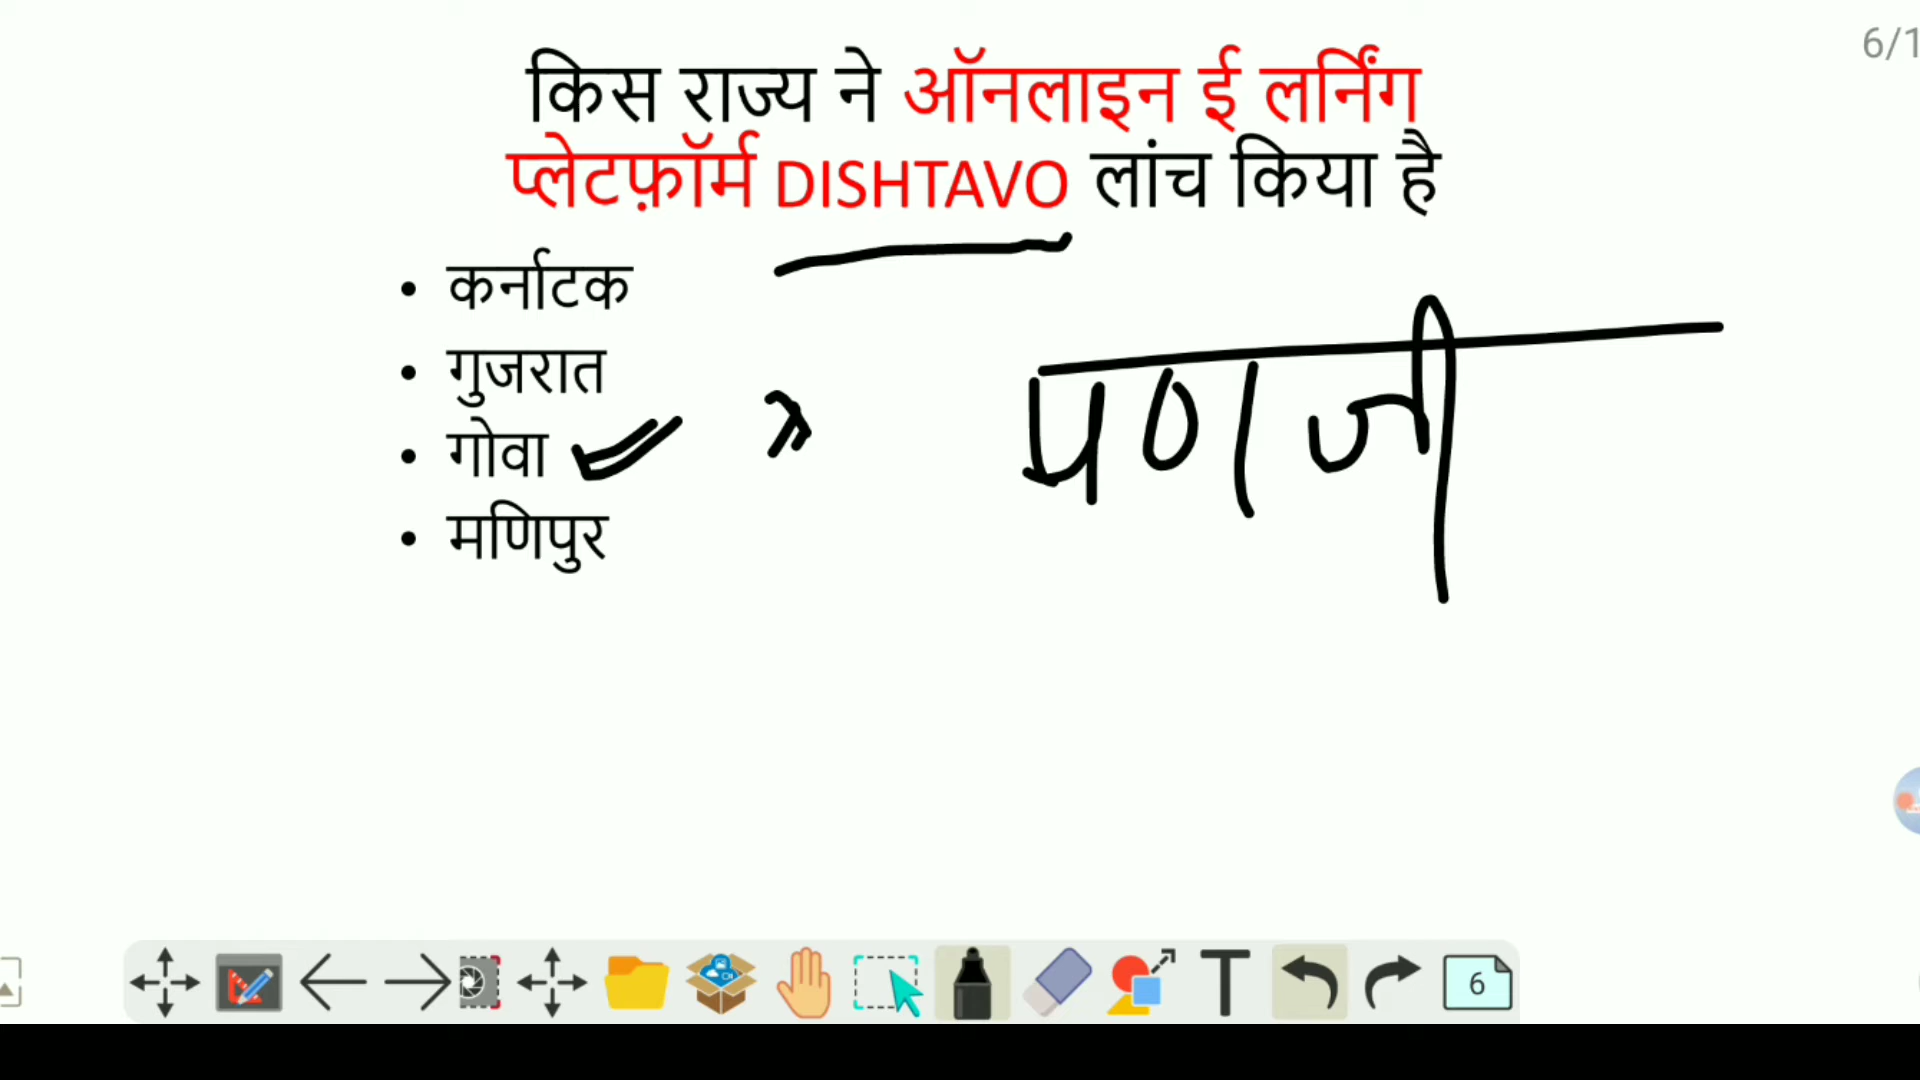 6/1
किस राज्य ने ऑनलाइन ई लर्निंग
प्लेटफ़ॉर्म DISHTAVO लांच किया है
• कर्नाटक
• गुजरात
• गोवा
• मणिपुर
पणजी
T
6